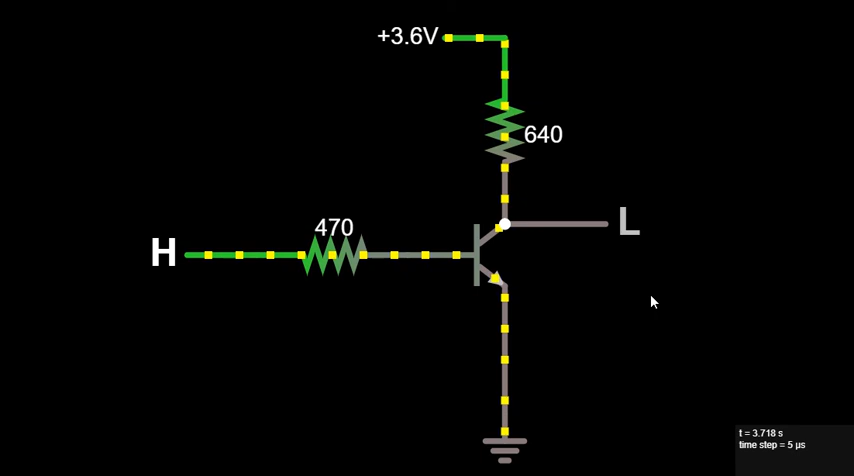 +3.6V
640
470
H
L
t = 3.718 s
time step = 5 µs